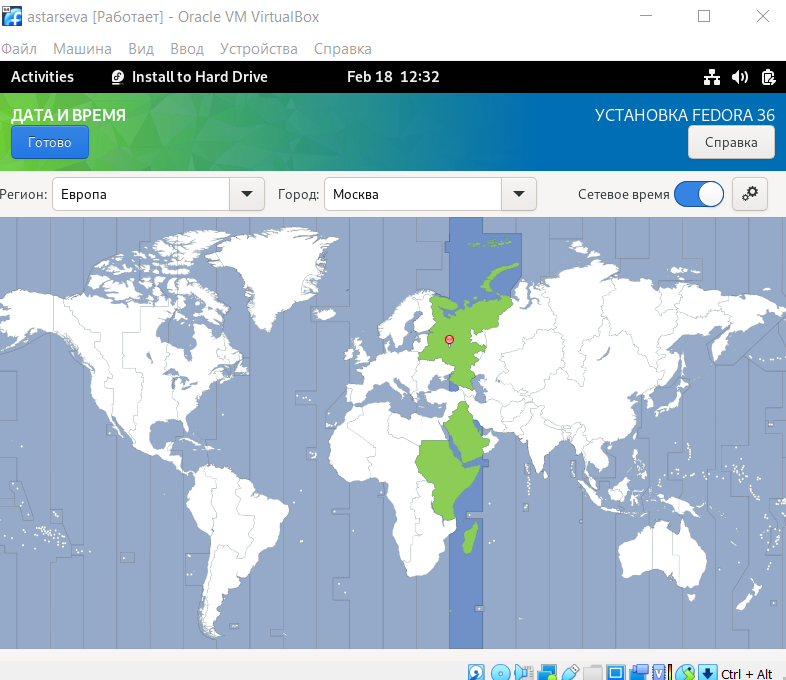 astarseva [Работает] - Oracle VM VirtualBox
Файл Машина Вид Ввод Устройства Справка
Activities Install to Hard Drive Feb 18 12:32
ДАТА И ВРЕМЯ УСТАНОВКА FEDORA 36
Готово Справка
Регион: Европа Город: Москва Сетевое время
Ctrl + Alt